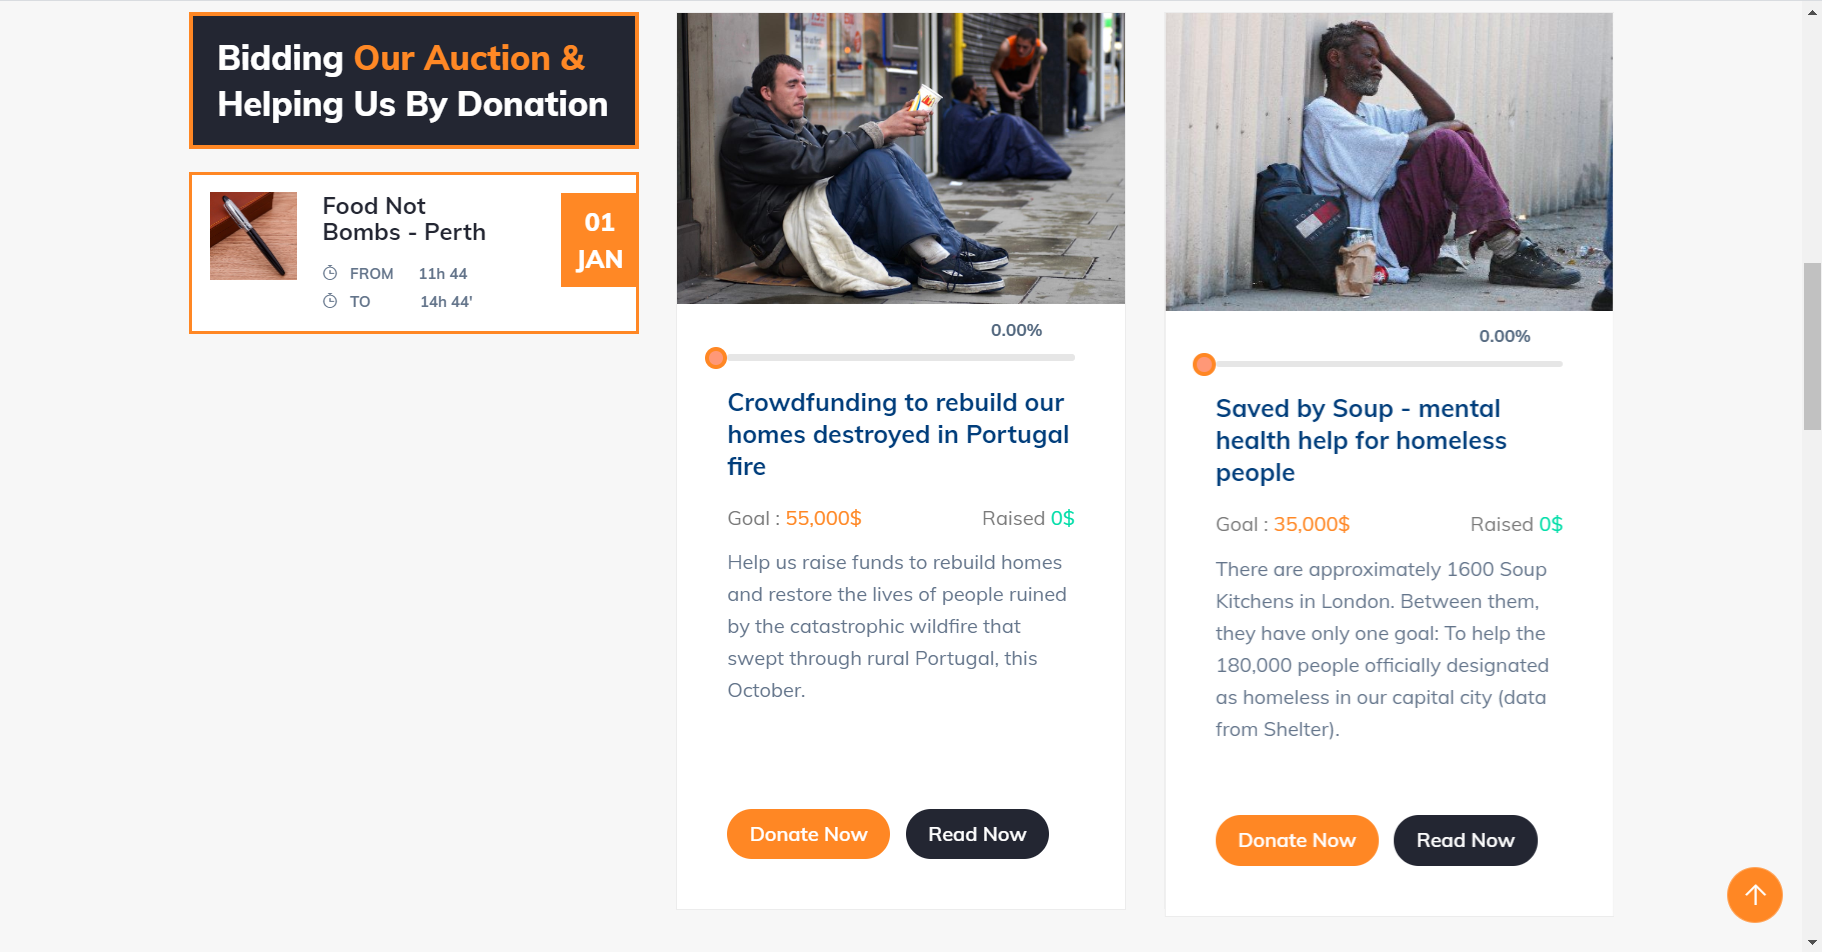 Bidding Our Auction &
Helping Us By Donation
Food Not
Bombs - Perth
FROM 11h 44
TO 14h 44'
01
JAN
0.00%
Crowdfunding to rebuild our
homes destroyed in Portugal
fire
Goal : 55,000$ Raised 0$
Help us raise funds to rebuild homes
and restore the lives of people ruined
by the catastrophic wildfire that
swept through rural Portugal, this
October.
Donate Now Read Now
TOMMY
0.00%
Saved by Soup - mental
health help for homeless
people
Goal : 35,000$ Raised 0$
There are approximately 1600 Soup
Kitchens in London. Between them,
they have only one goal: To help the
180,000 people officially designated
as homeless in our capital city (data
from Shelter).
Donate Now Read Now